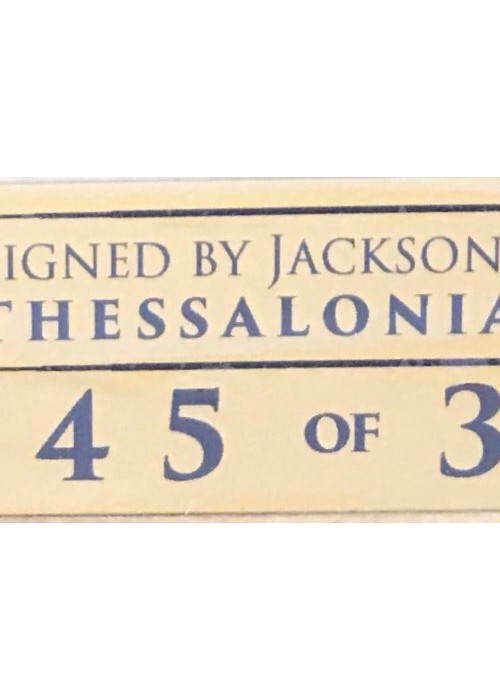 IGNED BY JACKSON
THESSALONIA
45 OF 3